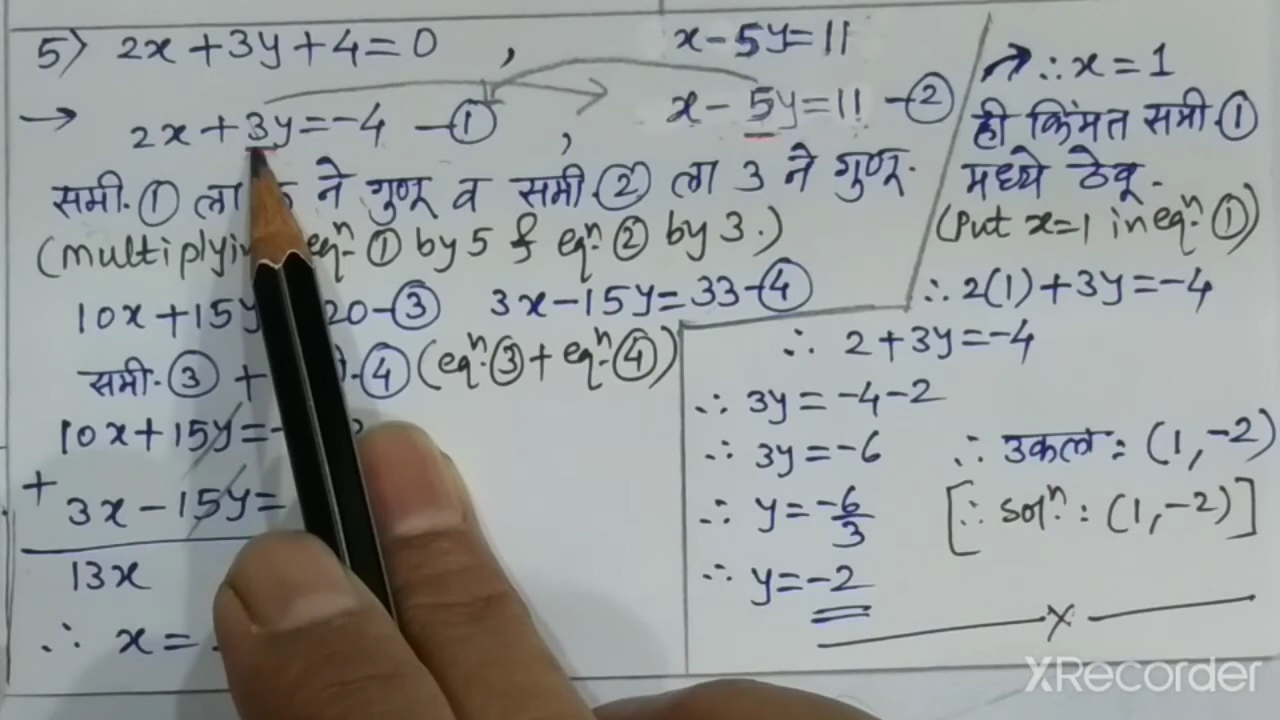 5) 2x+3y+4=0 , x-5y=11
→ 2x+3y=-4 -① , x-5y=11 -②
समी.① ला ने गुणू व समी.② ला 3 ने गुणू.
(multiplyin eqⁿ ① by 5 & eqⁿ ② by 3.)
10x+15y 20-③ 3x-15y=33-④
समी.③ + ④ (eqⁿ.③+eqⁿ.④)
10x+15y=-
+ 3x-15y=
13x
∴ x =
∴ x = 1
ही किंमत समी.①
मध्ये ठेवू.
(Put x=1 in eqⁿ. ①)
∴ 2(1)+3y=-4
∴ 2+3y=-4
∴ 3y=-4-2
∴ 3y=-6
∴ y=-6/3
∴ y=-2
∴ उकल : (1,-2)
[∴ solⁿ. : (1,-2)]
x
XRecorder